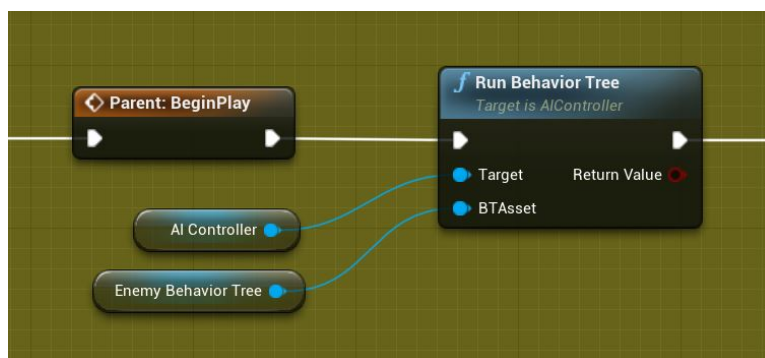 Parent: BeginPlay
Run Behavior Tree
Target is AIController
Target
Return Value
BTAsset
AI Controller
Enemy Behavior Tree